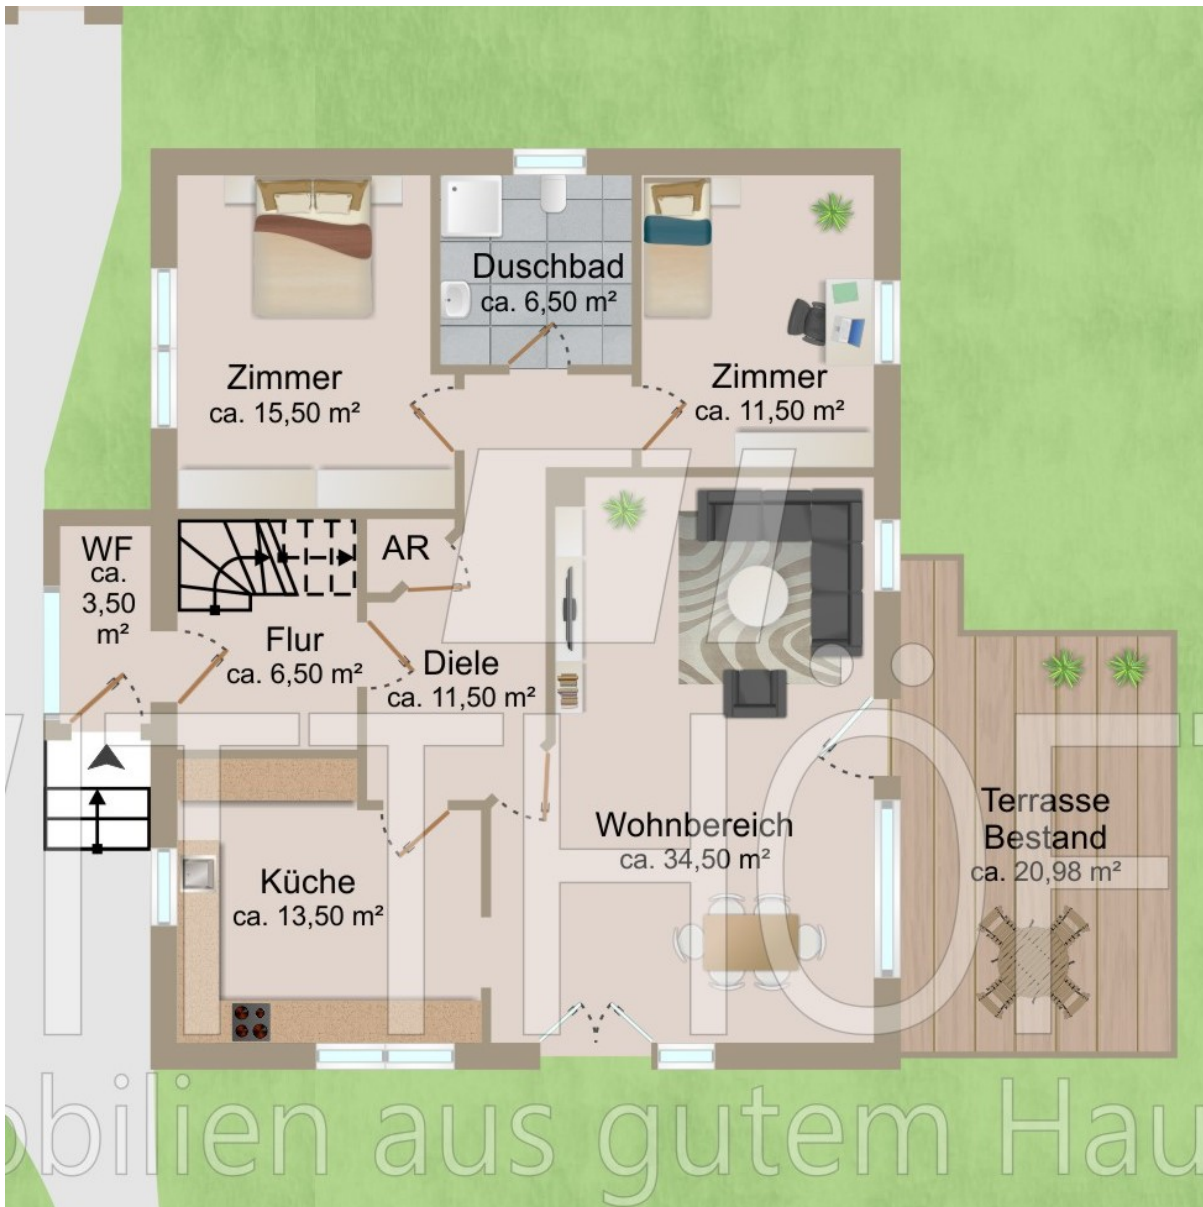 Duschbad
ca. 6,50 m²
Zimmer
ca. 15,50 m²
Zimmer
ca. 11,50 m²
WF
ca.
3,50
m²
AR
Flur
ca. 6,50 m²
Diele
ca. 11,50 m²
Wohnbereich
ca. 34,50 m²
Terrasse
Bestand
ca. 20,98 m²
Küche
ca. 13,50 m²
obilien aus gutem Hau